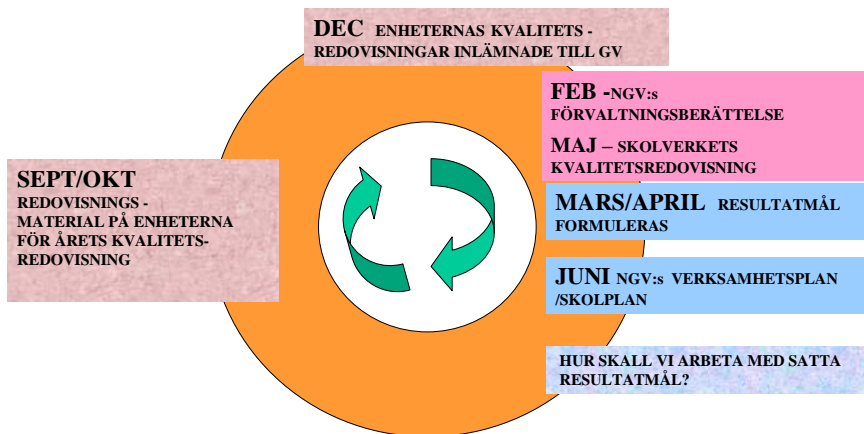 DEC ENHETERNAS KVALITETS -
REDOVISNINGAR INLÄMNADE TILL GV
FEB -NGV:s
FÖRVALTNINGSBERÄTTELSE
MAJ – SKOLVERKETS
KVALITETSREDOVISNING
SEPT/OKT
REDOVISNINGS -
MATERIAL PÅ ENHETERNA
FÖR ÅRETS KVALITETS-
REDOVISNING
MARS/APRIL RESULTATMÅL
FORMULERAS
JUNI NGV:s VERKSAMHETSPLAN
/SKOLPLAN
HUR SKALL VI ARBETA MED SATTA
RESULTATMÅL?